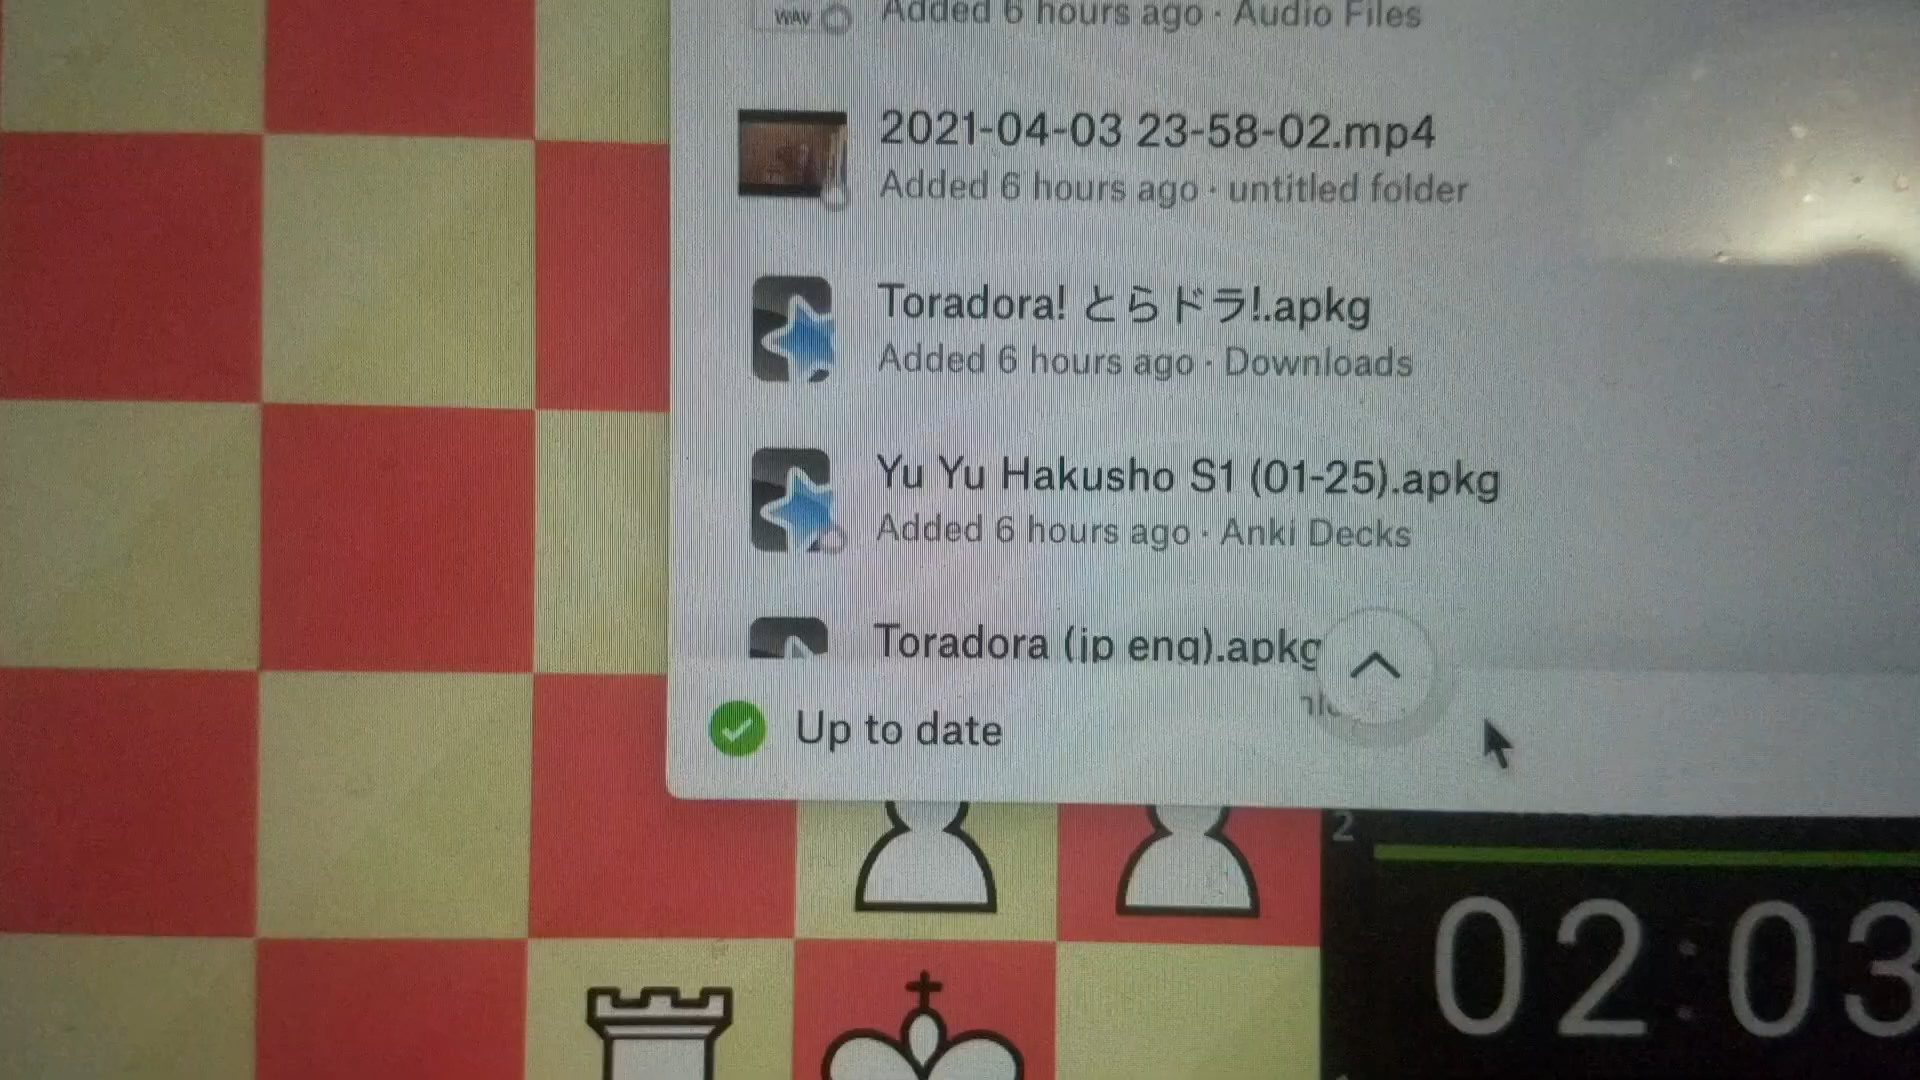 WAV
Added 6 hours ago · Audio Files
2021-04-03 23-58-02.mp4
Added 6 hours ago · untitled folder
Toradora! とらドラ!.apkg
Added 6 hours ago · Downloads
Yu Yu Hakusho S1 (01-25).apkg
Added 6 hours ago · Anki Decks
Toradora (jp eng).apkg
Up to date
2
02:03